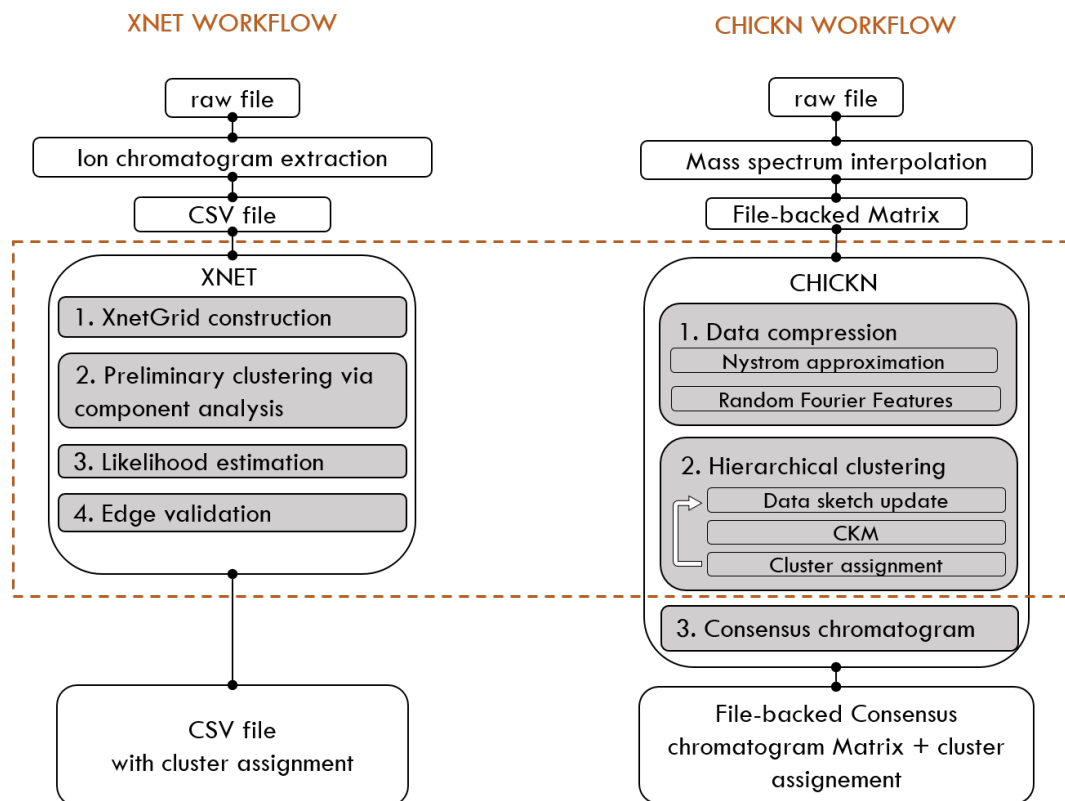 XNET WORKFLOW
raw file
Ion chromatogram extraction
CSV file
XNET
1. XnetGrid construction
2. Preliminary clustering via
component analysis
3. Likelihood estimation
4. Edge validation
CSV file
with cluster assignment
CHICKN WORKFLOW
raw file
Mass spectrum interpolation
File-backed Matrix
CHICKN
1. Data compression
Nystrom approximation
Random Fourier Features
2. Hierarchical clustering
Data sketch update
CKM
Cluster assignment
3. Consensus chromatogram
File-backed Consensus
chromatogram Matrix + cluster
assignement